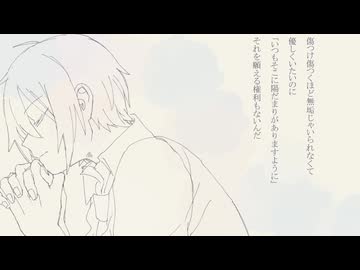 傷つけ傷つくほど無垢じゃいられなくて
優しくいたいのに
「いつもそこに陽だまりがありますように」
それを願える権利もないんだ